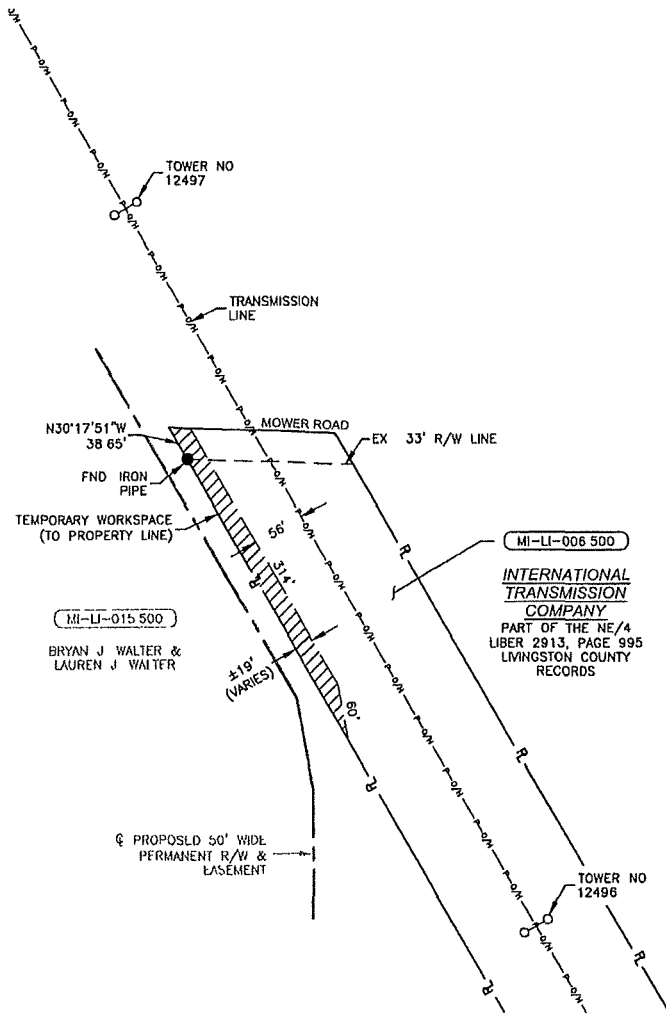 TOWER NO
12497
TRANSMISSION
LINE
N30°17'51"W
38 65'
MOWER ROAD
EX 33' R/W LINE
FND IRON
PIPE
TEMPORARY WORKSPACE
(TO PROPERTY LINE)
56'
314'
MI-LI-006 500
INTERNATIONAL
TRANSMISSION
COMPANY
PART OF THE NE/4
LIBER 2913, PAGE 995
LIVINGSTON COUNTY
RECORDS
MI-LI-015 500
BRYAN J WALTER &
LAUREN J WALTER
±19'
(VARIES)
60'
℄ PROPOSED 50' WIDE
PERMANENT R/W &
EASEMENT
TOWER NO
12496